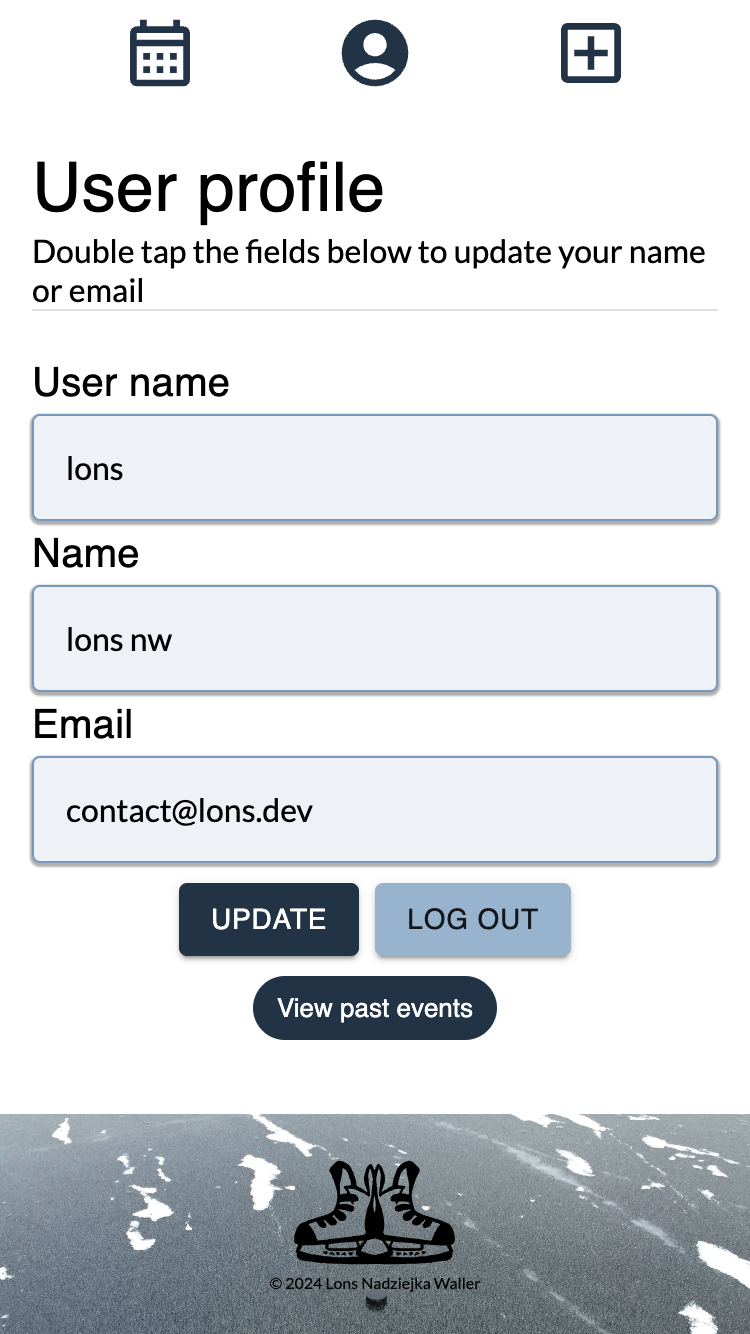 User profile
Double tap the fields below to update your name
or email
User name
lons
Name
lons nw
Email
contact@lons.dev
UPDATE LOG OUT
View past events
© 2024 Lons Nadziejka Waller